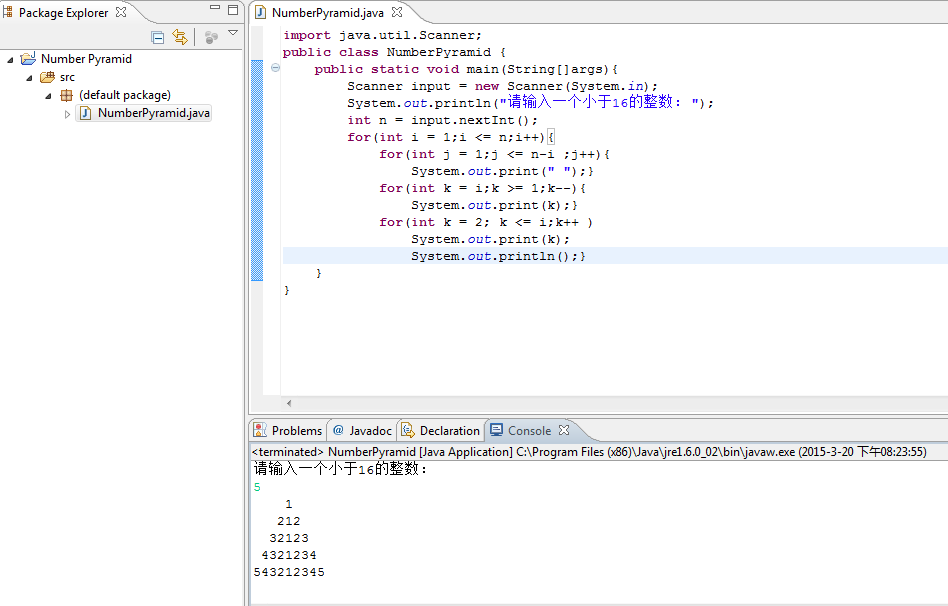 Package Explorer
Number Pyramid
src
(default package)
NumberPyramid.java
NumberPyramid.java
import java.util.Scanner;
public class NumberPyramid {
public static void main(String[]args){
Scanner input = new Scanner(System.in);
System.out.println("请输入一个小于16的整数：");
int n = input.nextInt();
for(int i = 1;i <= n;i++){
for(int j = 1;j <= n-i ;j++){
System.out.print(" ");}
for(int k = i;k >= 1;k--){
System.out.print(k);}
for(int k = 2; k <= i;k++ )
System.out.print(k);
System.out.println();}
}
}
Problems @ Javadoc Declaration Console
<terminated> NumberPyramid [Java Application] C:\Program Files (x86)\Java\jre1.6.0_02\bin\javaw.exe (2015-3-20 下午08:23:55)
请输入一个小于16的整数：
5
1
212
32123
4321234
543212345